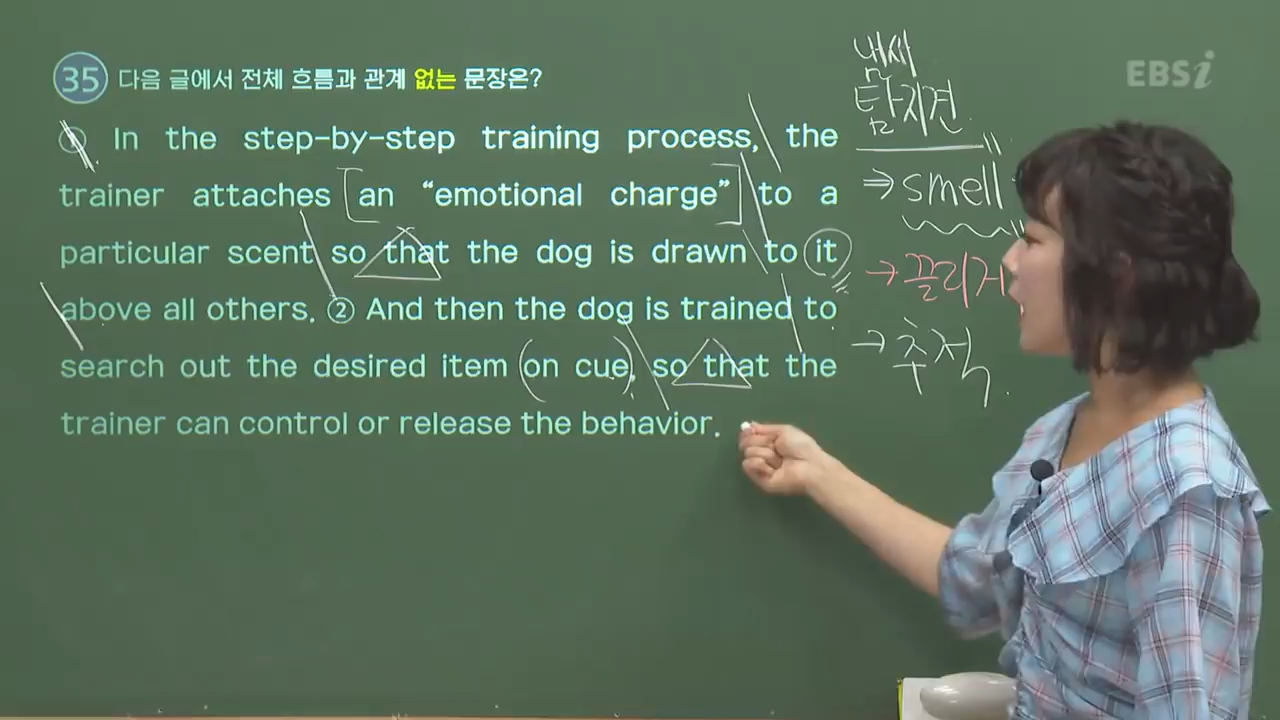 35 다음 글에서 전체 흐름과 관계 없는 문장은?
① In the step-by-step training process, the
trainer attaches an “emotional charge” to a
particular scent so that the dog is drawn to it
above all others. ② And then the dog is trained to
search out the desired item (on cue), so that the
trainer can control or release the behavior.
냄새
탐지견
⇒ smell
→ 끌리게
→ 추적
EBSi